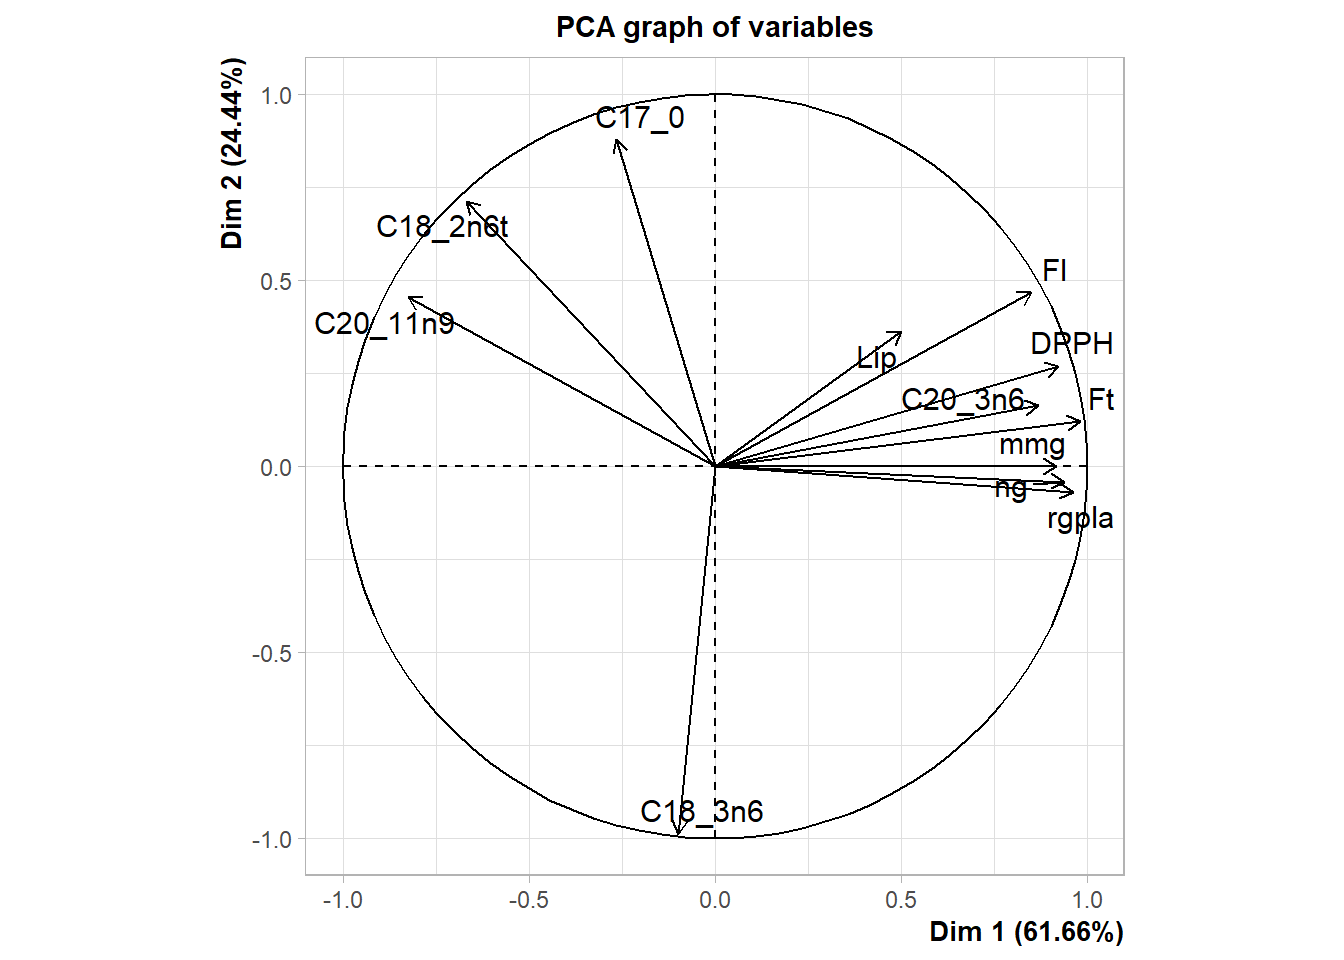 PCA graph of variables
Dim 2 (24.44%)
1.0
0.5
0.0
-0.5
-1.0
C17_0
C18_2n6t
C20_11n9
Fl
Lip
DPPH
C20_3n6
Ft
mmg
ng
rgpla
C18_3n6
-1.0
-0.5
0.0
0.5
1.0
Dim 1 (61.66%)